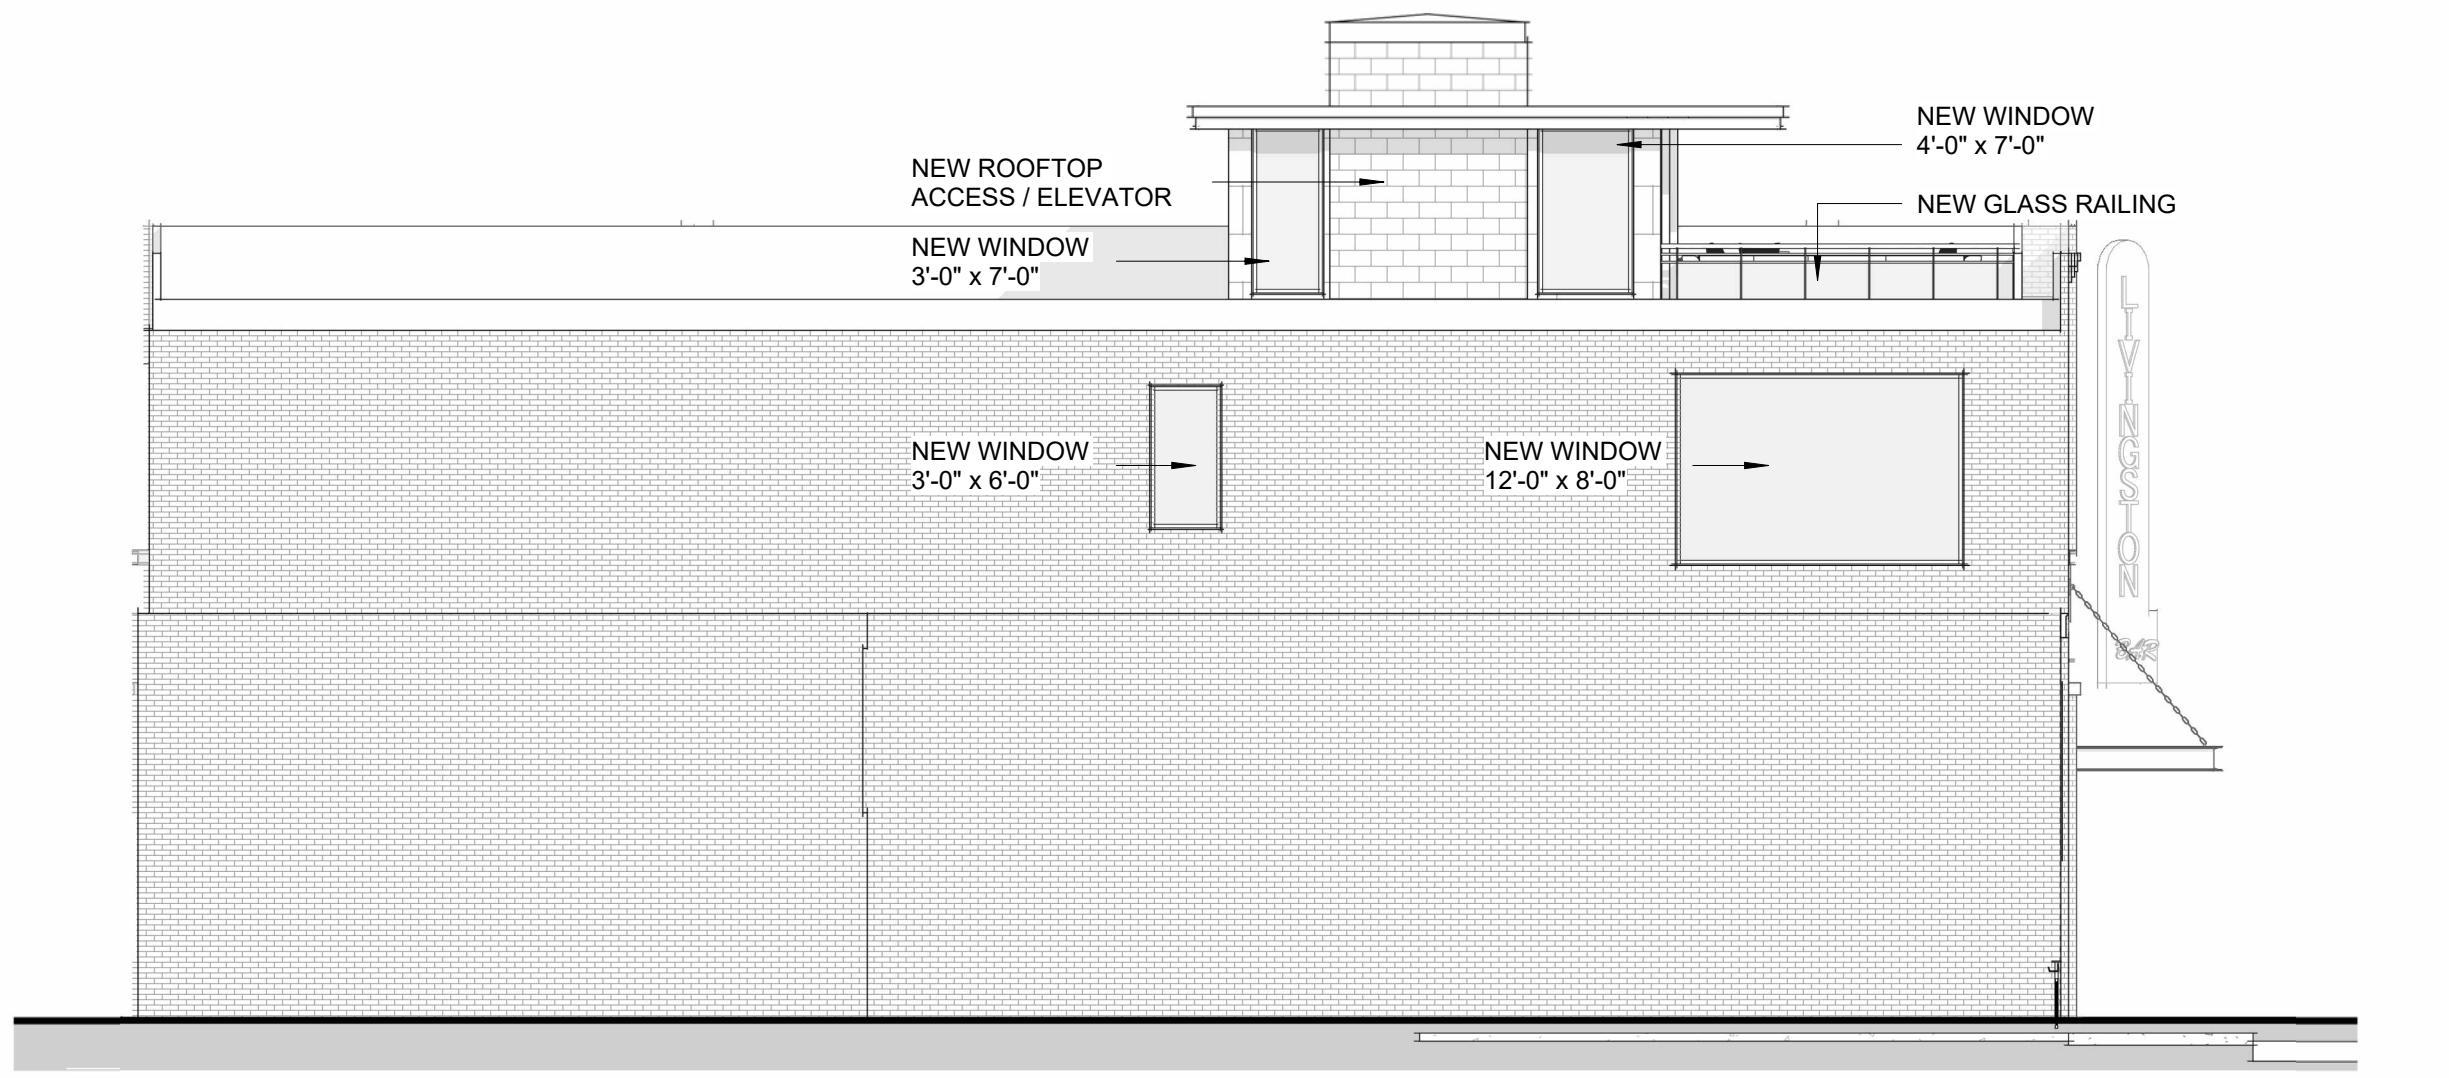 NEW WINDOW
4'-0" x 7'-0"
NEW ROOFTOP
ACCESS / ELEVATOR
NEW GLASS RAILING
NEW WINDOW
3'-0" x 7'-0"
NEW WINDOW
3'-0" x 6'-0"
NEW WINDOW
12'-0" x 8'-0"
LIVINGSTON
BAR